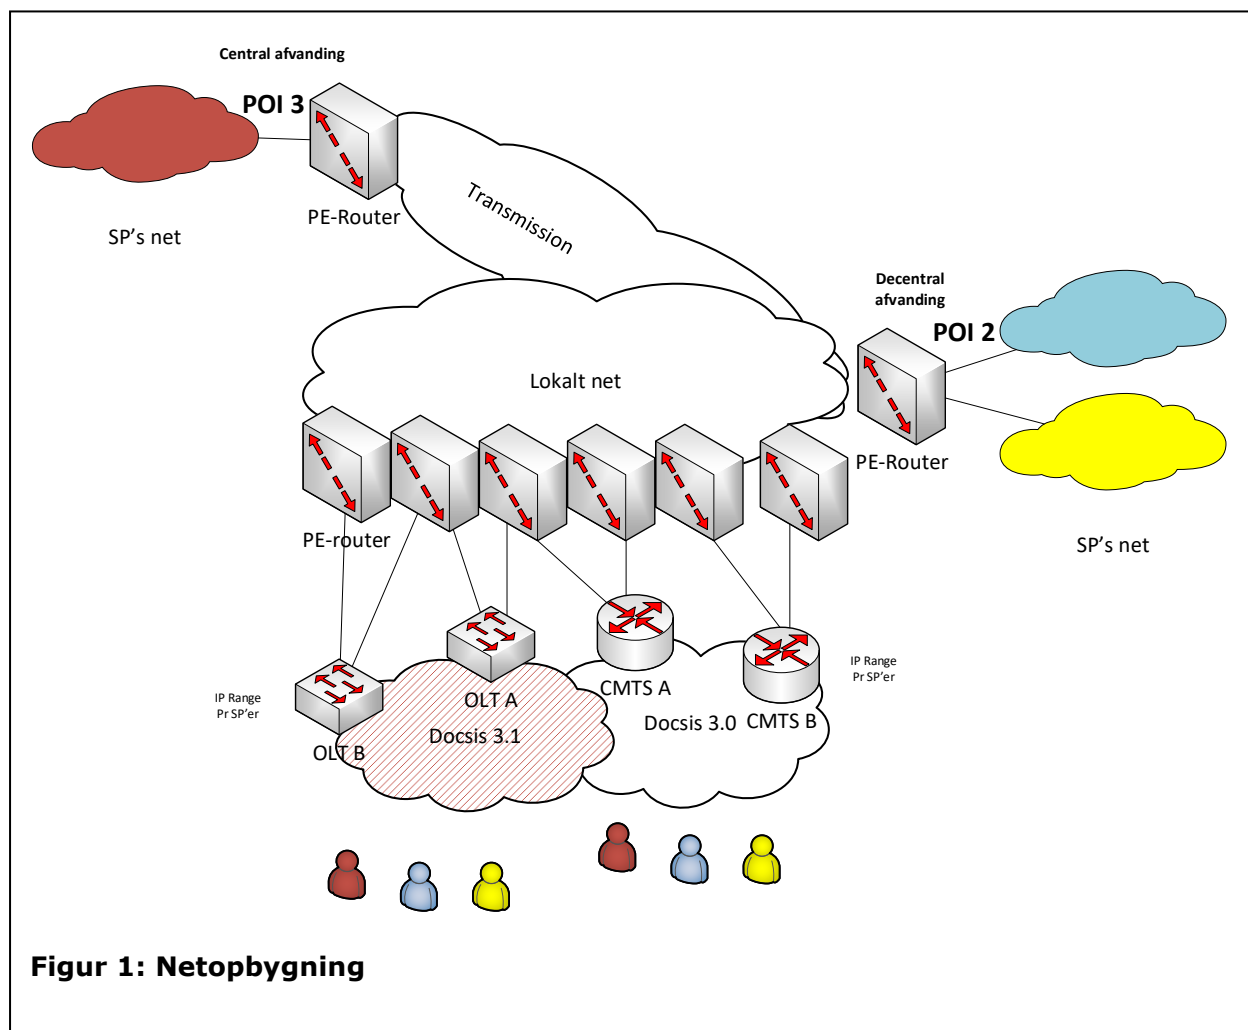 Central afvanding
POI 3
PE-Router
SP's net
Transmission
Decentral
afvanding
POI 2
PE-Router
SP's net
Lokalt net
PE-router
IP Range
Pr SP'er
OLT B
OLT A
Docsis 3.1
CMTS A
Docsis 3.0
CMTS B
IP Range
Pr SP'er
Figur 1: Netopbygning